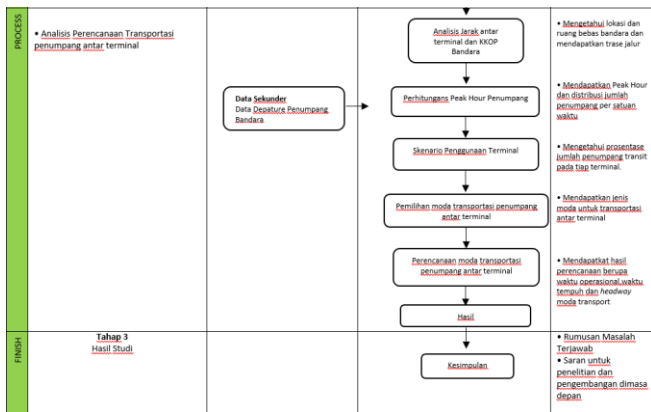 PROCESS
• Analisis Perencanaan Transportasi
penumpang antar terminal
Data Sekunder
Data Depature Penumpang
Bandara
Analisis Jarak antar
terminal dan KKOP
Bandara
Perhitungans Peak Hour Penumpang
Skenario Penggunaan Terminal
Pemilihan moda transportasi penumpang
antar terminal
Perencanaan moda transportasi
penumpang antar terminal
Hasil
• Mengetahui lokasi dan
ruang bebas bandara dan
mendapatkan trase jalur
• Mendapatkan Peak Hour
dan distribusi jumlah
penumpang per satuan
waktu
• Mengetahui prosentase
jumlah penumpang transit
pada tiap terminal.
• Mendapatkan jenis
moda untuk transportasi
antar terminal
• Mendapatkat hasil
perencanaan berupa
waktu operasional,waktu
tempuh dan headway
moda transport
FINISH
Tahap 3
Hasil Studi
Kesimpulan
• Rumusan Masalah
Terjawab
• Saran untuk
penelitian dan
pengembangan dimasa
depan